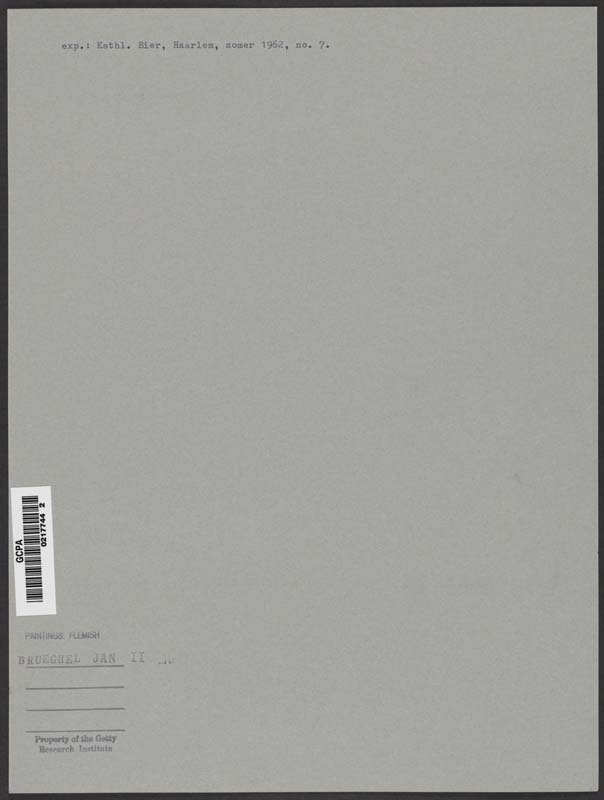 exp.: Kathl. Bier, Haarlem, zomer 1962, no. 7.
GCPA
0217744 2
PAINTINGS: FLEMISH
BRUEGHEL JAN II
Property of the Getty
Research Institute